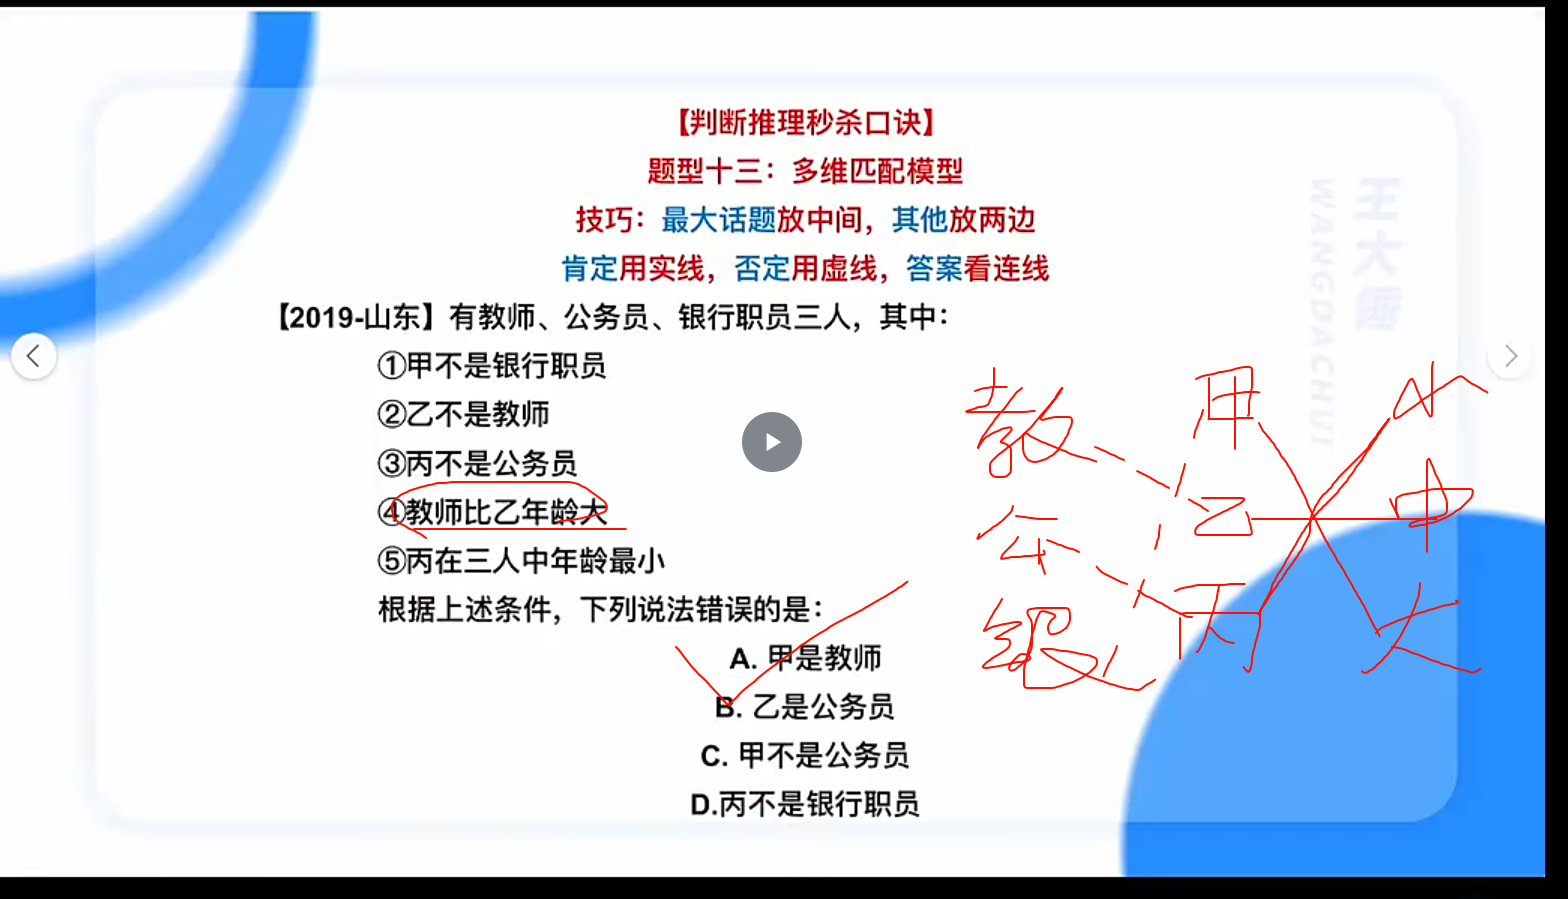 【判断推理秒杀口诀】
题型十三：多维匹配模型
技巧：最大话题放中间，其他放两边
肯定用实线，否定用虚线，答案看连线
【2019-山东】有教师、公务员、银行职员三人，其中：
①甲不是银行职员
②乙不是教师
③丙不是公务员
④教师比乙年龄大
⑤丙在三人中年龄最小
根据上述条件，下列说法错误的是：
A. 甲是教师
B. 乙是公务员
C. 甲不是公务员
D.丙不是银行职员
教 甲 小
公 乙 中
银 丙 大
王大锤
WANGDACHUI